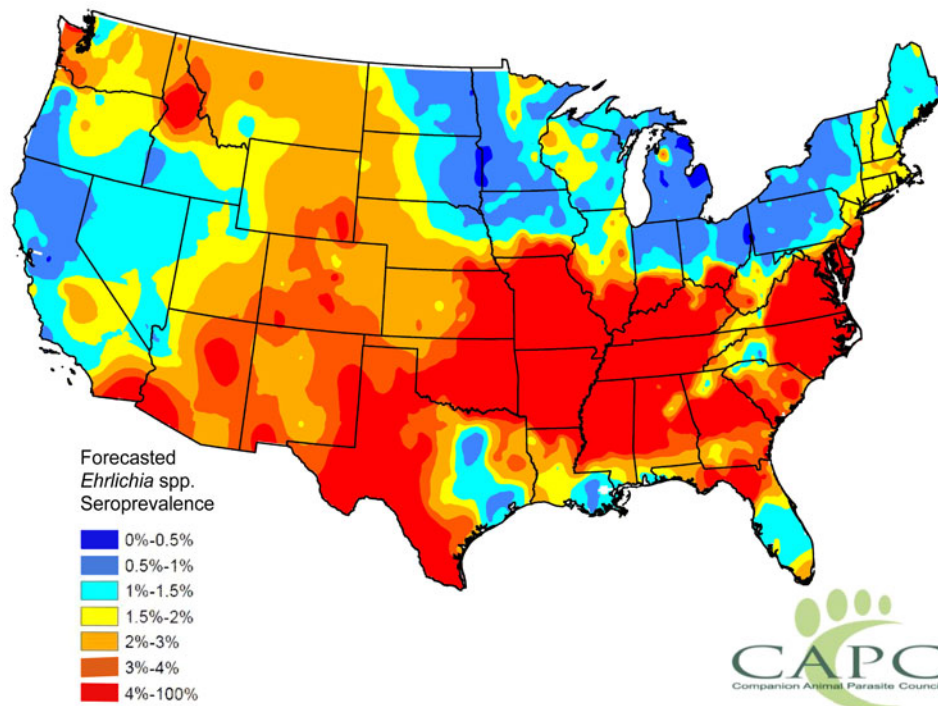 Forecasted
Ehrlichia spp.
Seroprevalence
0%-0.5%
0.5%-1%
1%-1.5%
1.5%-2%
2%-3%
3%-4%
4%-100%
CAPC
Companion Animal Parasite Counci